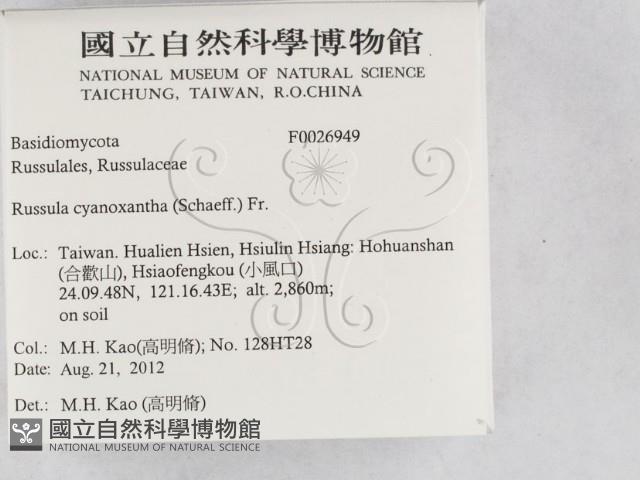 國立自然科學博物館
NATIONAL MUSEUM OF NATURAL SCIENCE
TAICHUNG, TAIWAN, R.O.CHINA
Basidiomycota F0026949
Russulales, Russulaceae
Russula cyanoxantha (Schaeff.) Fr.
Loc.: Taiwan. Hualien Hsien, Hsiulin Hsiang: Hohuanshan
(合歡山), Hsiaofengkou (小風口)
24.09.48N, 121.16.43E; alt. 2,860m;
on soil
Col.: M.H. Kao(高明脩); No. 128HT28
Date: Aug. 21, 2012
Det.: M.H. Kao (高明脩)
國立自然科學博物館
NATIONAL MUSEUM OF NATURAL SCIENCE